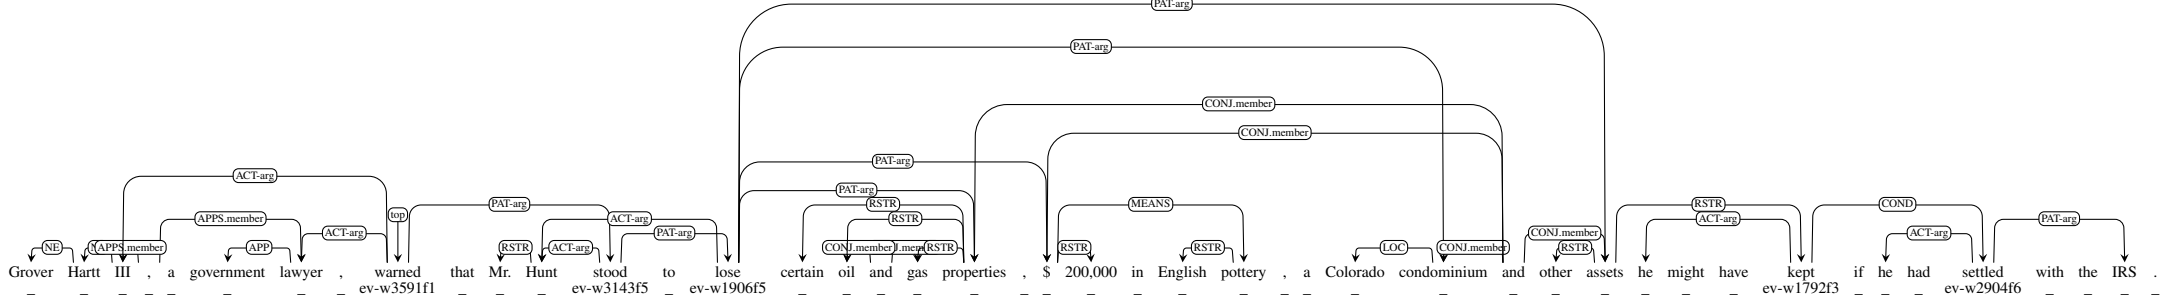 PAT-arg
PAT-arg
CONJ.member
CONJ.member
PAT-arg
ACT-arg
PAT-arg MEANS
PAT-arg RSTR RSTR COND
APPS.member top ACT-arg RSTR ACT-arg PAT-arg
ACT-arg PAT-arg CONJ.member ACT-arg
NE APPS.member APP RSTR ACT-arg CONJ.member RSTR RSTR RSTR LOC CONJ.member RSTR
Grover Hartt III , a government lawyer , warned that Mr. Hunt stood to lose certain oil and gas properties , $ 200,000 in English pottery , a Colorado condominium and other assets he might have kept if he had settled with the IRS .
ev-w3591f1 ev-w3143f5 ev-w1906f5 ev-w1792f3 ev-w2904f6